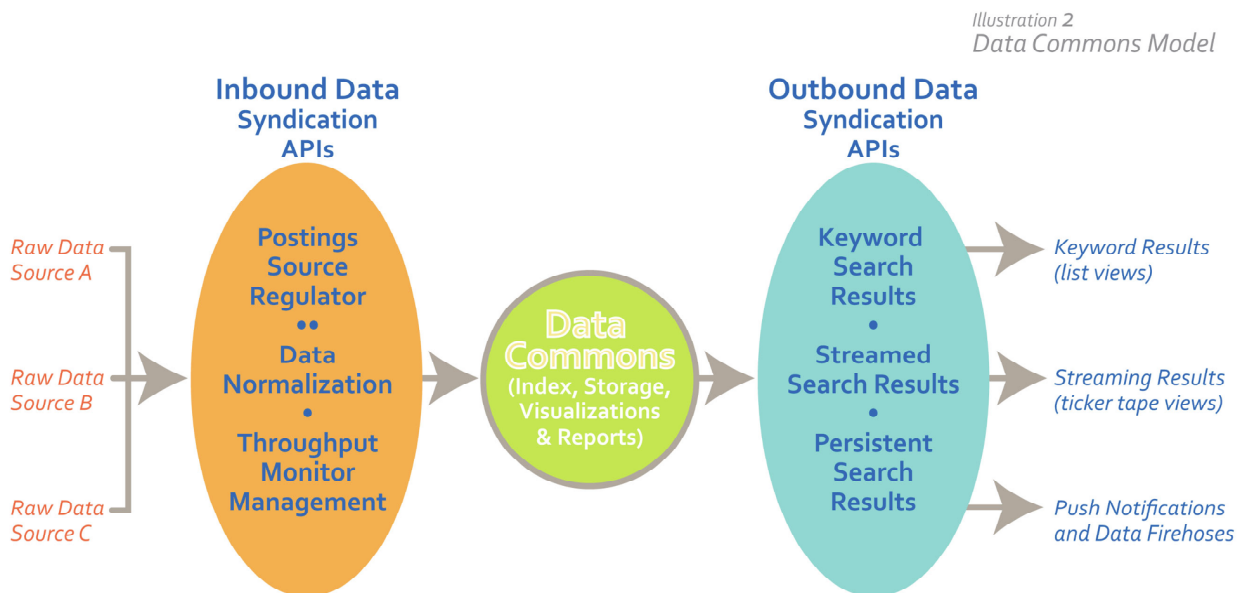 Illustration 2
Data Commons Model
Inbound Data
Syndication
APIs
Outbound Data
Syndication
APIs
Raw Data
Source A
Raw Data
Source B
Raw Data
Source C
Postings
Source
Regulator
••
Data
Normalization
•
Throughput
Monitor
Management
Data
Commons
(Index, Storage,
Visualizations
& Reports)
Keyword
Search
Results
•
Streamed
Search Results
•
Persistent
Search
Results
Keyword Results
(list views)
Streaming Results
(ticker tape views)
Push Notifications
and Data Firehoses